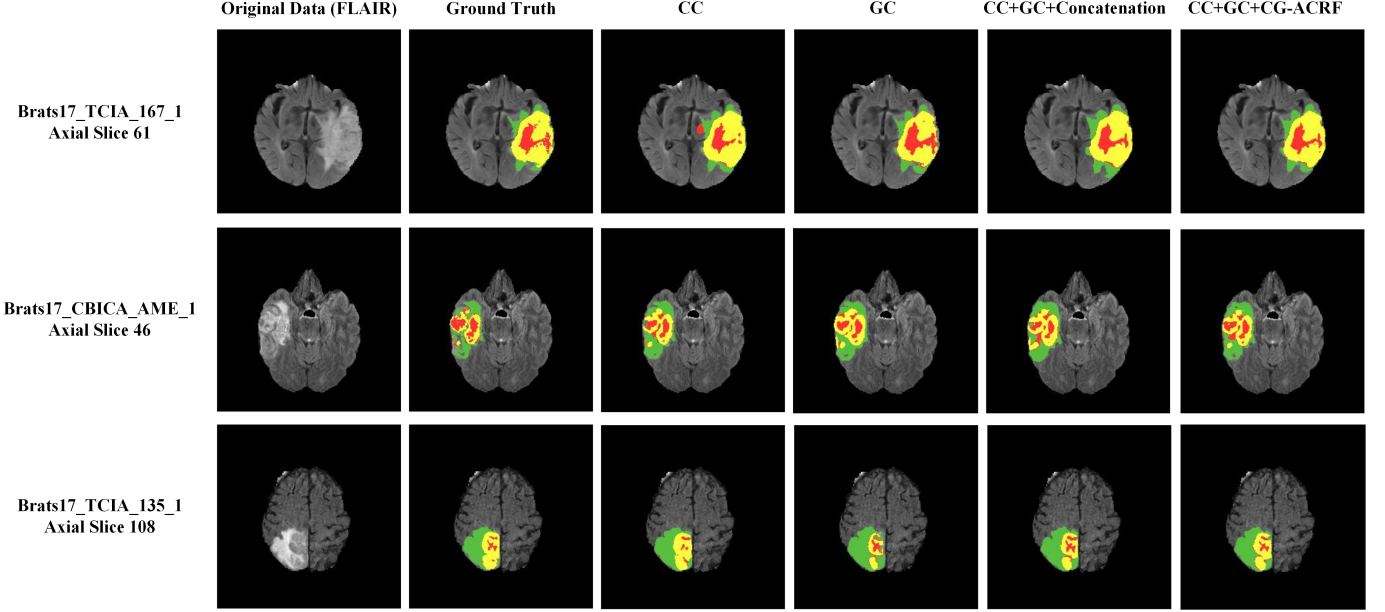 Original Data (FLAIR) Ground Truth CC GC CC+GC+Concatenation CC+GC+CG-ACRF
Brats17_TCIA_167_1
Axial Slice 61
Brats17_CBICA_AME_1
Axial Slice 46
Brats17_TCIA_135_1
Axial Slice 108